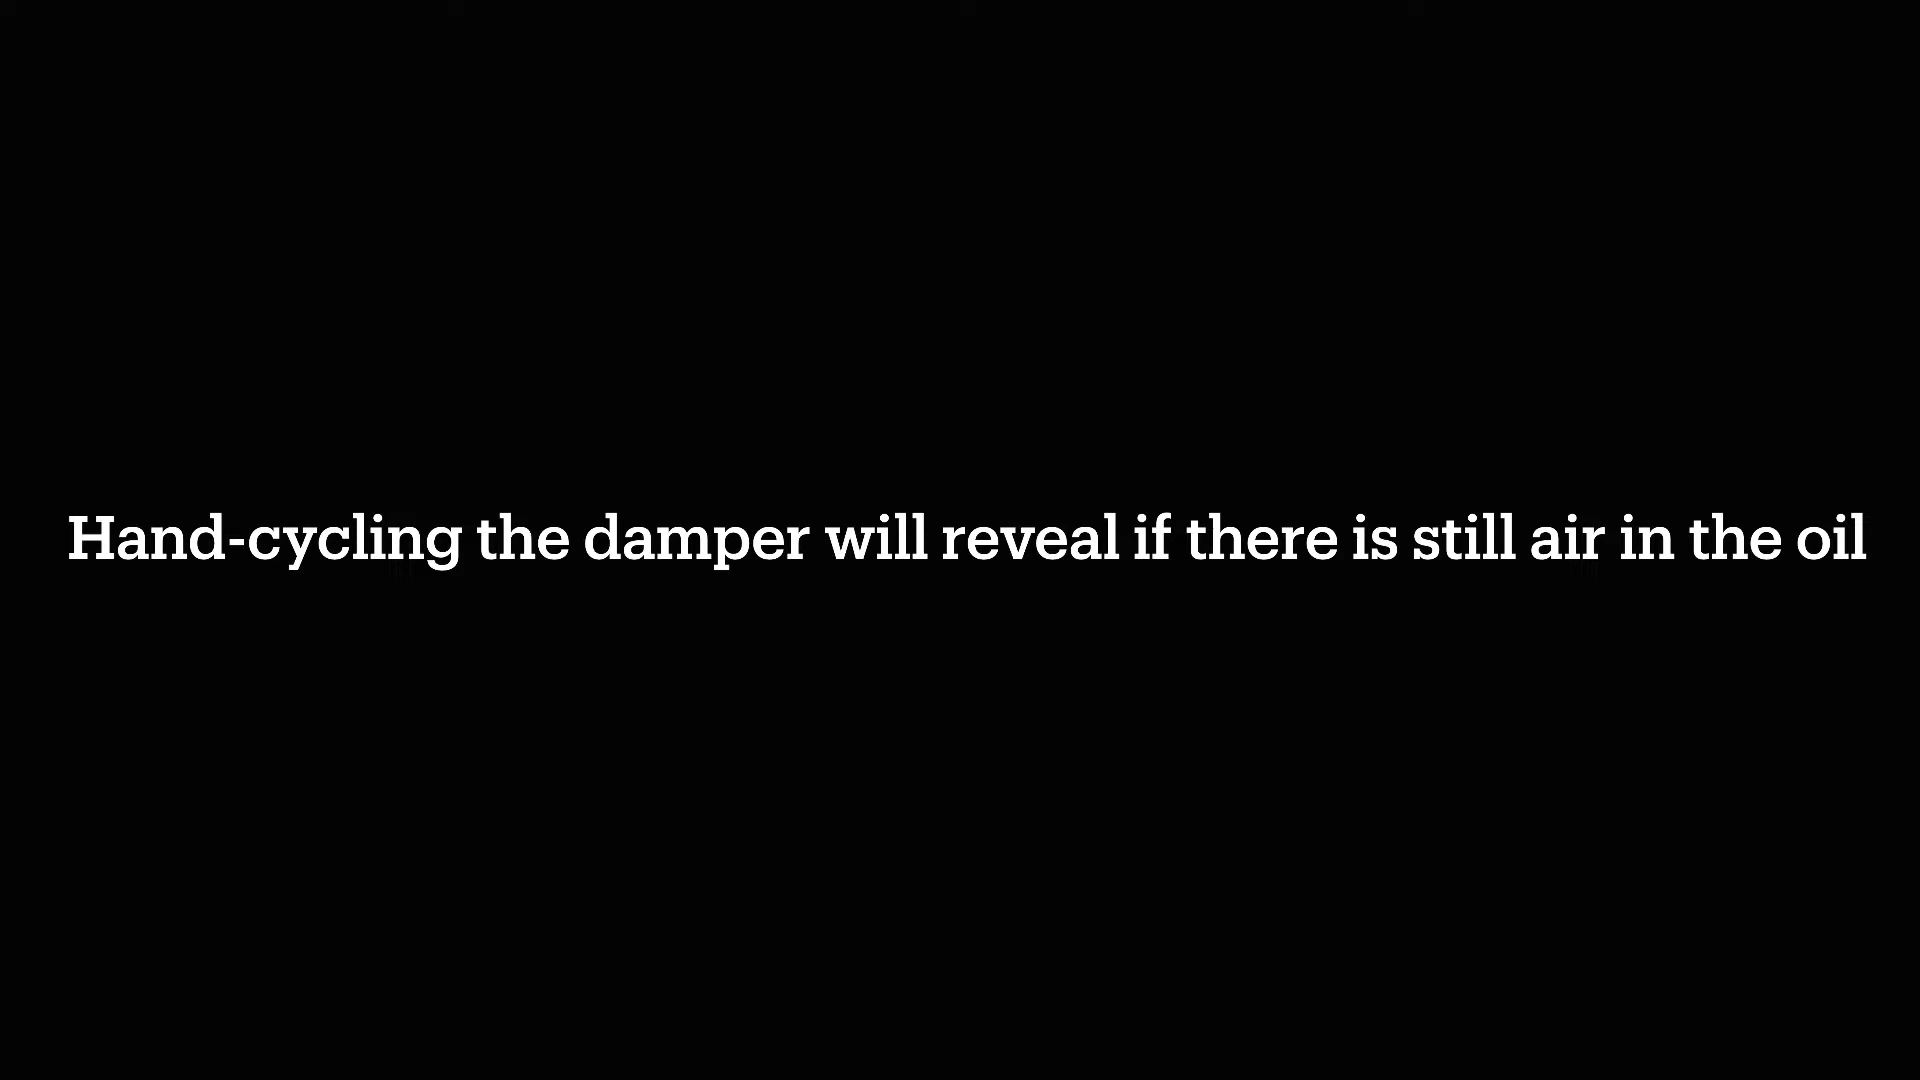 Hand-cycling the damper will reveal if there is still air in the oil